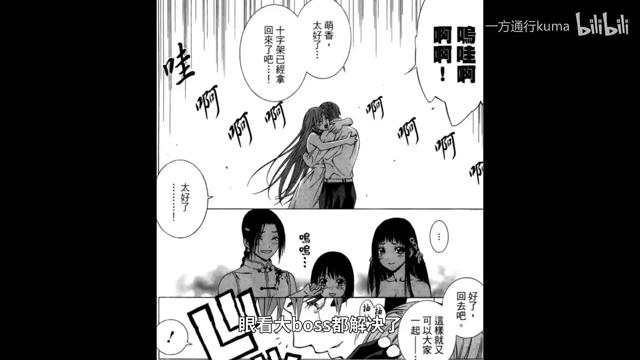 一方通行kuma bilibili
嗚哇啊
啊啊!
萌香,
太好了…
十字架已經拿
回來了吧…!
哇
啊
啊
啊
啊
啊
啊
太好了
……!
…
嗚
嗚…
好了,
回去吧。
這樣就又
可以大家
一起——
抽
抽
眼看大boss都解决了
…!